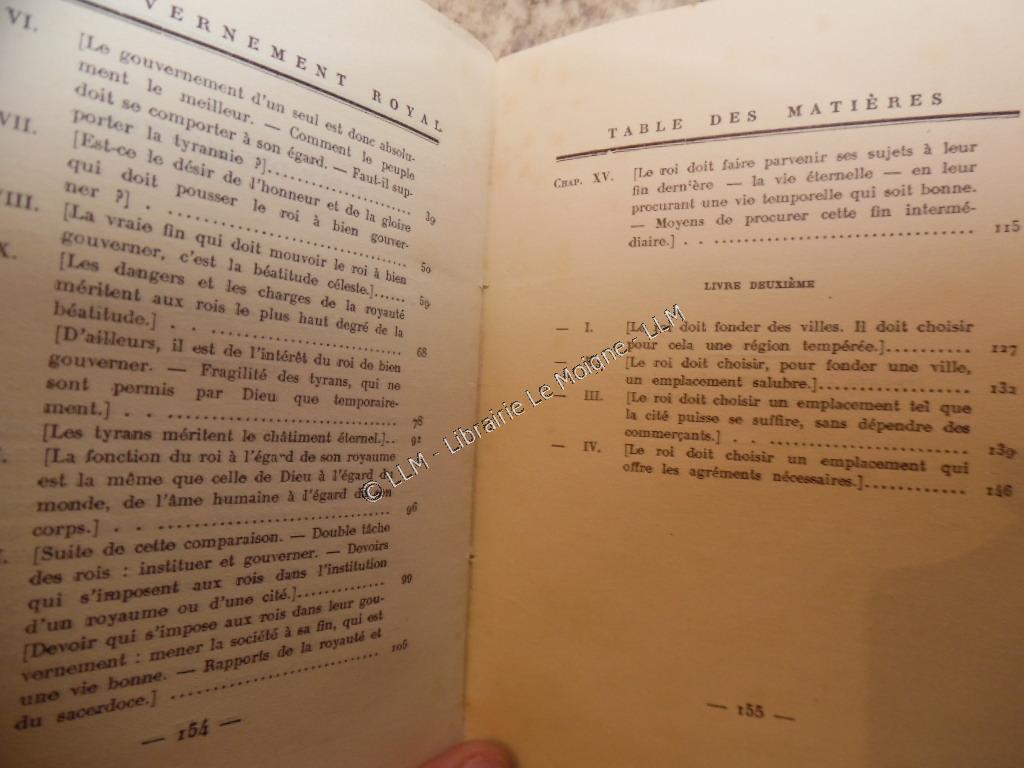 VERNEMENT ROYAL
VI. [Le gouvernement d'un seul est donc absolu-
ment le meilleur. — Comment le peuple
doit se comporter à son égard. — Faut-il sup-
porter la tyrannie ?]................ 39
VII. [Est-ce le désir de l'honneur et de la gloire
qui doit pousser le roi à bien gouver-
ner ?] . ........................ 50
VIII. [La vraie fin qui doit mouvoir le roi à bien
gouverner, c'est la béatitude céleste.]...... 59
X. [Les dangers et les charges de la royauté
méritent aux rois le plus haut degré de la
béatitude.] . . ........................ 68
[D'ailleurs, il est de l'intérêt du roi de bien
gouverner. — Fragilité des tyrans, qui ne
sont permis par Dieu que temporaire-
ment.] . . ........................ 78
[Les tyrans méritent le châtiment éternel.].. 91
I. [La fonction du roi à l'égard de son royaume
est la même que celle de Dieu à l'égard du
monde, de l'âme humaine à l'égard de son
corps.] . . ........................ 96
I. [Suite de cette comparaison. — Double tâche
des rois : instituer et gouverner. — Devoirs
qui s'imposent aux rois dans l'institution
d'un royaume ou d'une cité.]............ 99
[Devoir qui s'impose aux rois dans leur gou-
vernement : mener la société à sa fin, qui est
une vie bonne. — Rapports de la royauté et
du sacerdoce.] ........................ 106
— 154 —
TABLE DES MATIÈRES
CHAP. XV. [Le roi doit faire parvenir ses sujets à leur
fin dernière — la vie éternelle — en leur
procurant une vie temporelle qui soit bonne.
— Moyens de procurer cette fin intermé-
diaire.] . . ........................ 115
LIVRE DEUXIÈME
— I. [Le roi doit fonder des villes. Il doit choisir
pour cela une région tempérée.].......... 127
— [Le roi doit choisir, pour fonder une ville,
un emplacement salubre.]............ 132
— III. [Le roi doit choisir un emplacement tel que
la cité puisse se suffire, sans dépendre des
commerçants.] . . ................ 139
— IV. [Le roi doit choisir un emplacement qui
offre les agréments nécessaires.]............ 146
— 155 —
© LLM - Librairie Le Moigne - LLM